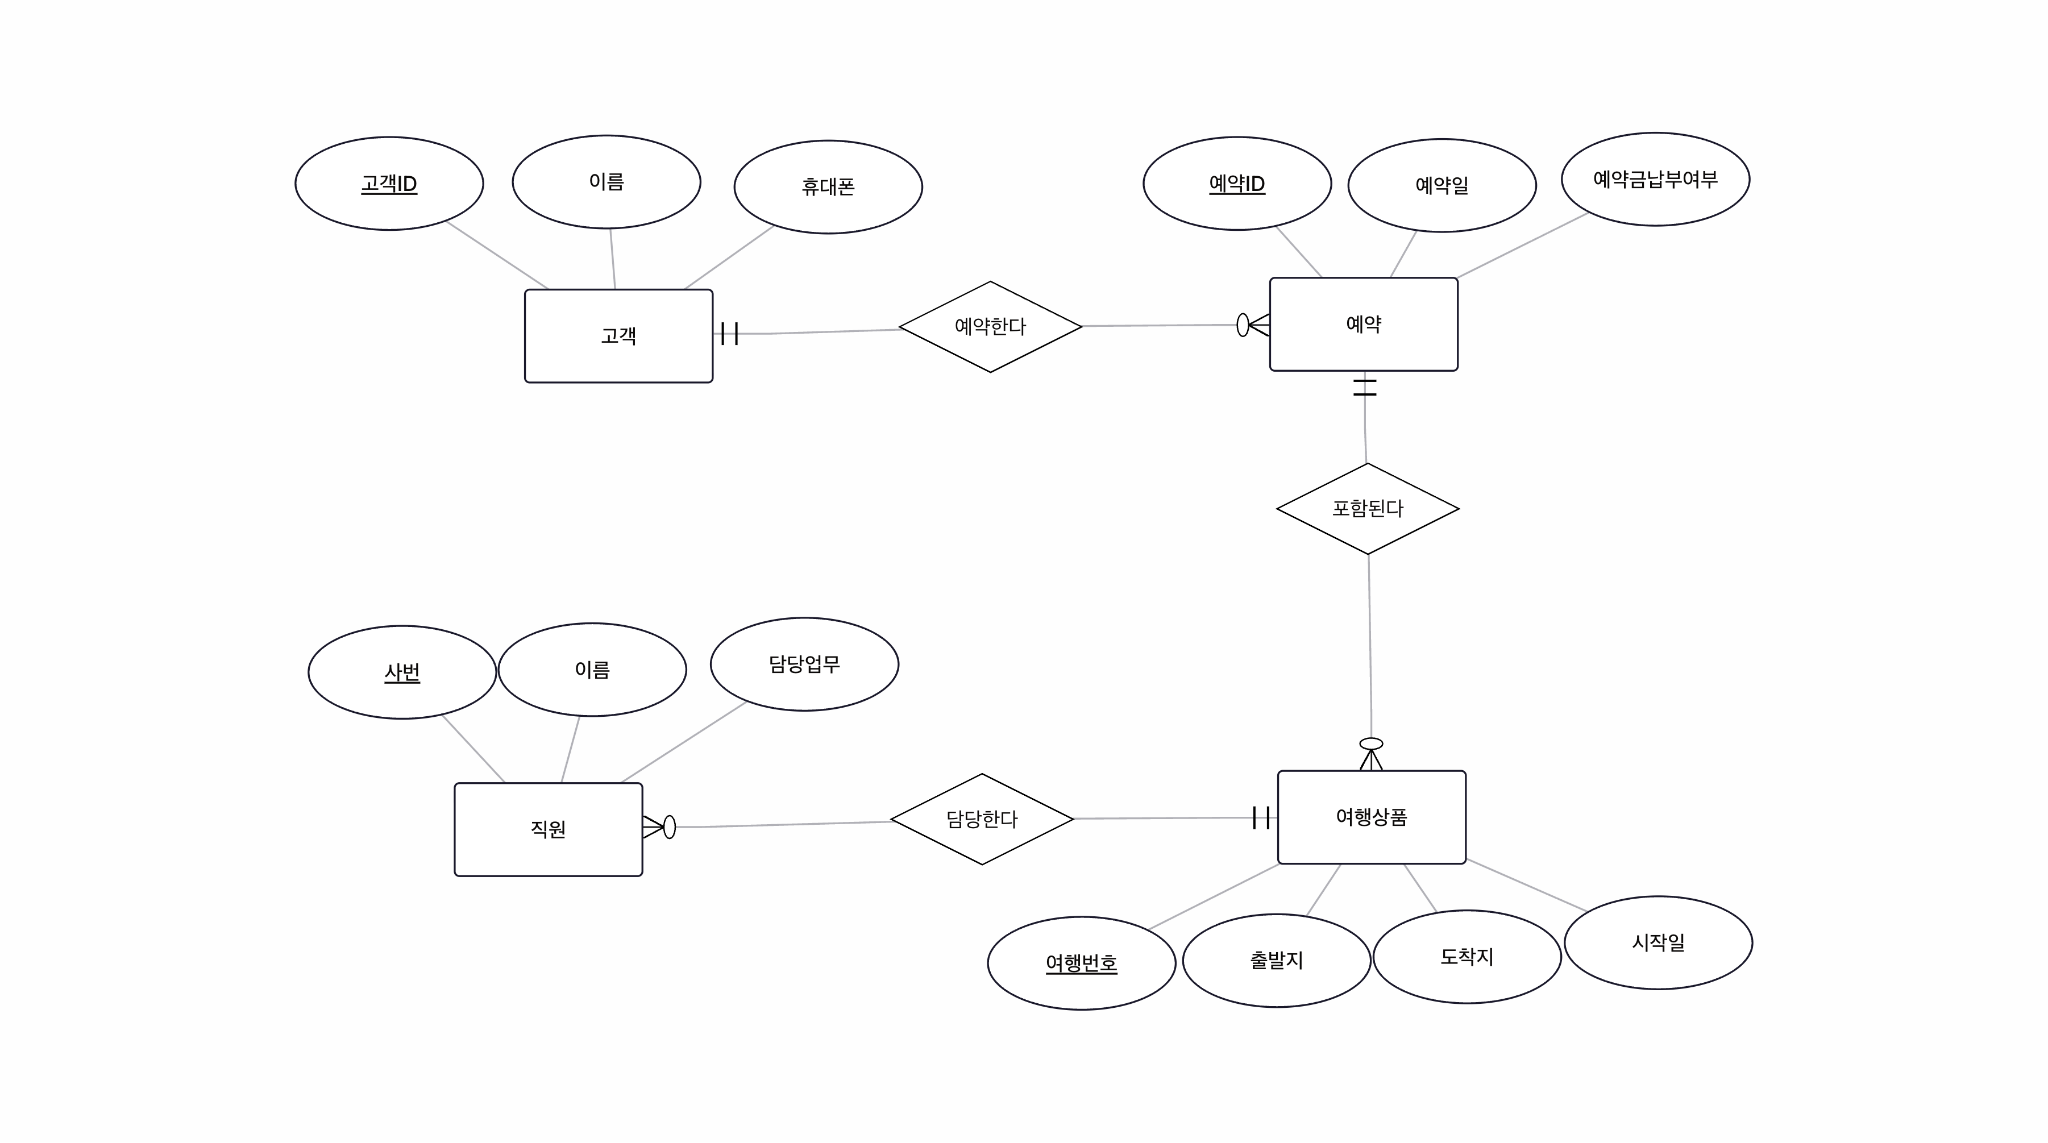 고객ID
이름
휴대폰
예약ID
예약일
예약금납부여부
고객
예약한다
예약
포함된다
사번
이름
담당업무
직원
담당한다
여행상품
여행번호
출발지
도착지
시작일